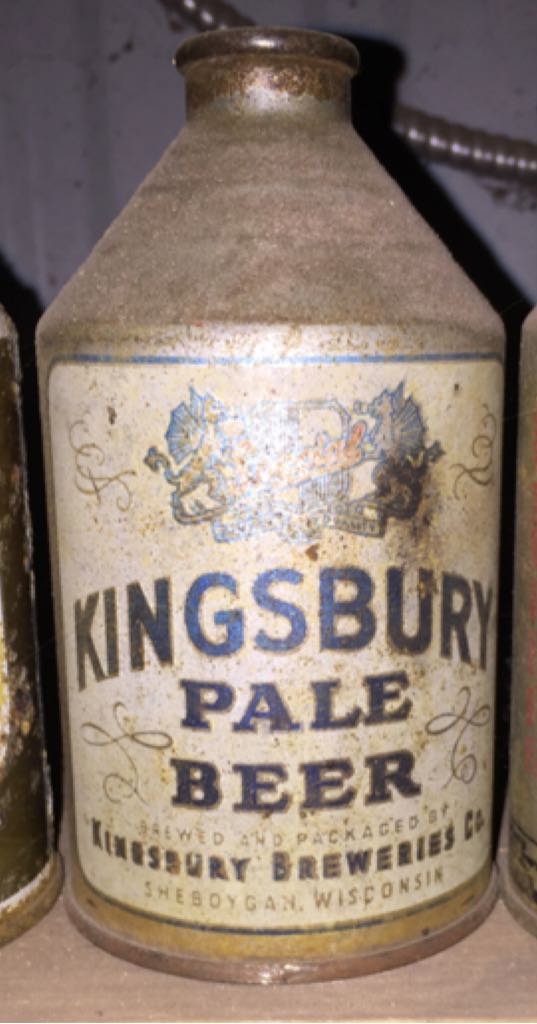 KINGSBURY
PALE
BEER
BREWED AND PACKAGED BY
KINGSBURY BREWERIES CO.
SHEBOYGAN, WISCONSIN